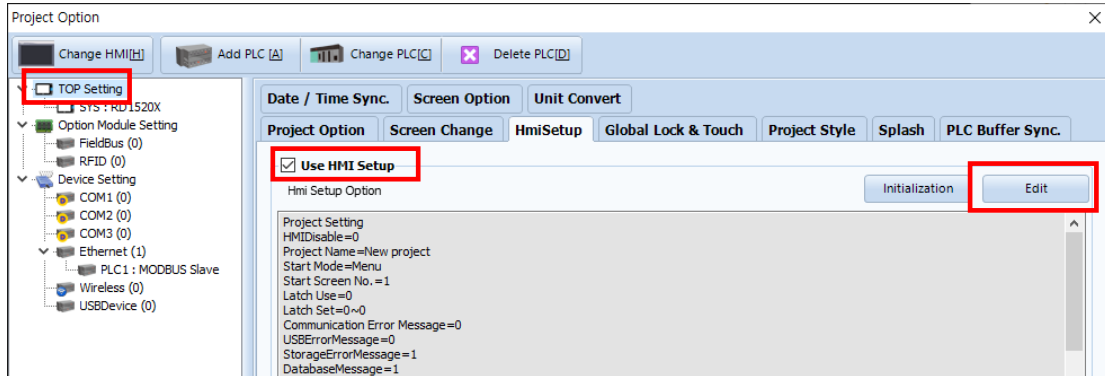 Project Option
Change HMI[H]
Add PLC [A]
Change PLC[C]
Delete PLC[D]
TOP Setting
SYS : RD1520X
Option Module Setting
FieldBus (0)
RFID (0)
Device Setting
COM1 (0)
COM2 (0)
COM3 (0)
Ethernet (1)
PLC1 : MODBUS Slave
Wireless (0)
USBDevice (0)
Date / Time Sync.
Screen Option
Unit Convert
Project Option
Screen Change
HmiSetup
Global Lock & Touch
Project Style
Splash
PLC Buffer Sync.
Use HMI Setup
Hmi Setup Option
Initialization
Edit
Project Setting
HMIDisable=0
Project Name=New project
Start Mode=Menu
Start Screen No.=1
Latch Use=0
Latch Set=0~0
Communication Error Message=0
USBErrorMessage=0
StorageErrorMessage=1
DatabaseMessage=1